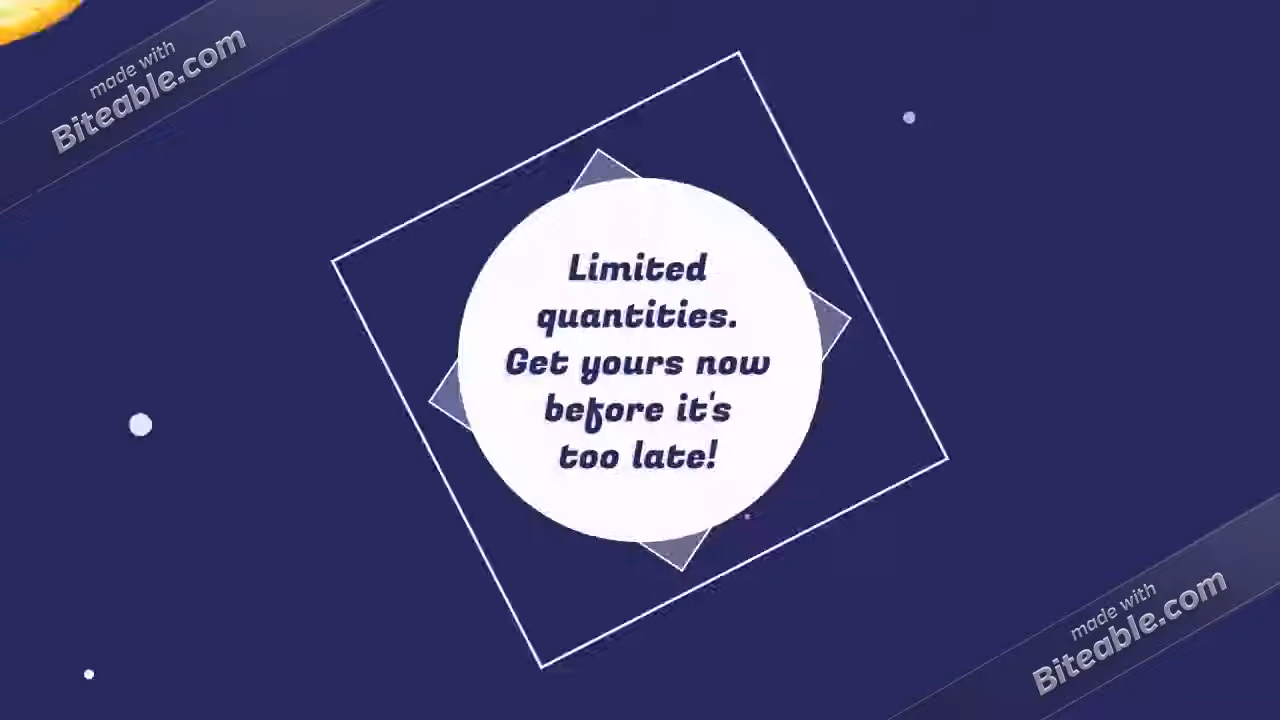 made with
Biteable.com
Limited
quantities.
Get yours now
before it's
too late!
made with
Biteable.com